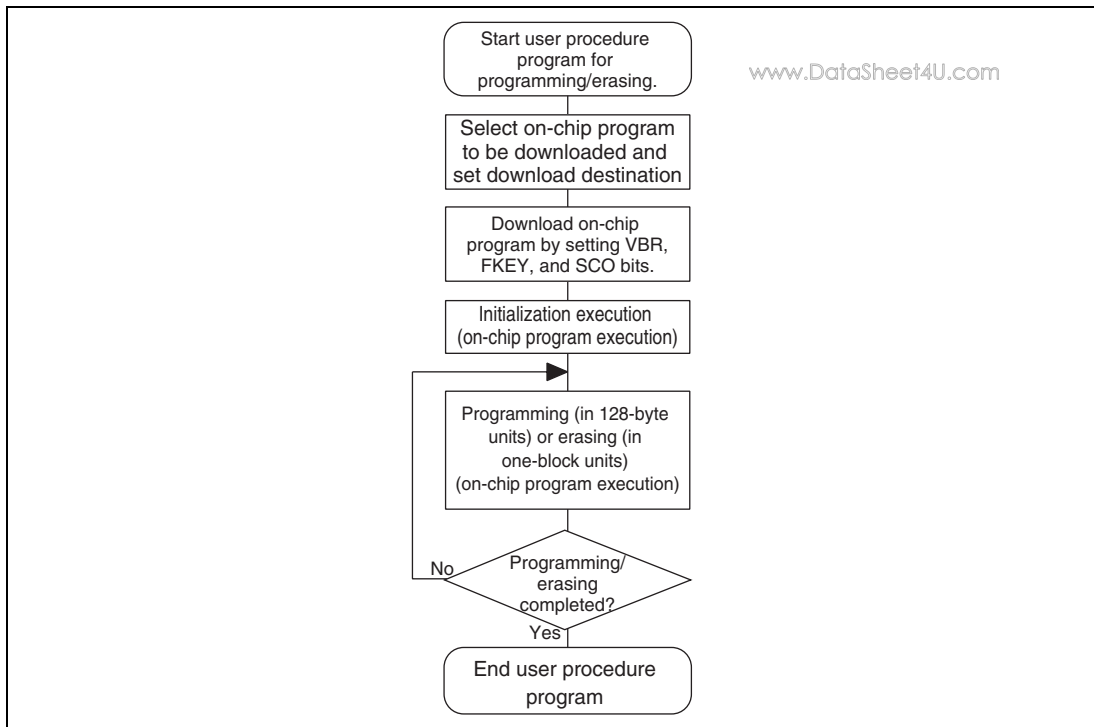 Start user procedure
program for
programming/erasing.
www.DataSheet4U.com
Select on-chip program
to be downloaded and
set download destination
Download on-chip
program by setting VBR,
FKEY, and SCO bits.
Initialization execution
(on-chip program execution)
Programming (in 128-byte
units) or erasing (in
one-block units)
(on-chip program execution)
No
Programming/
erasing
completed?
Yes
End user procedure
program